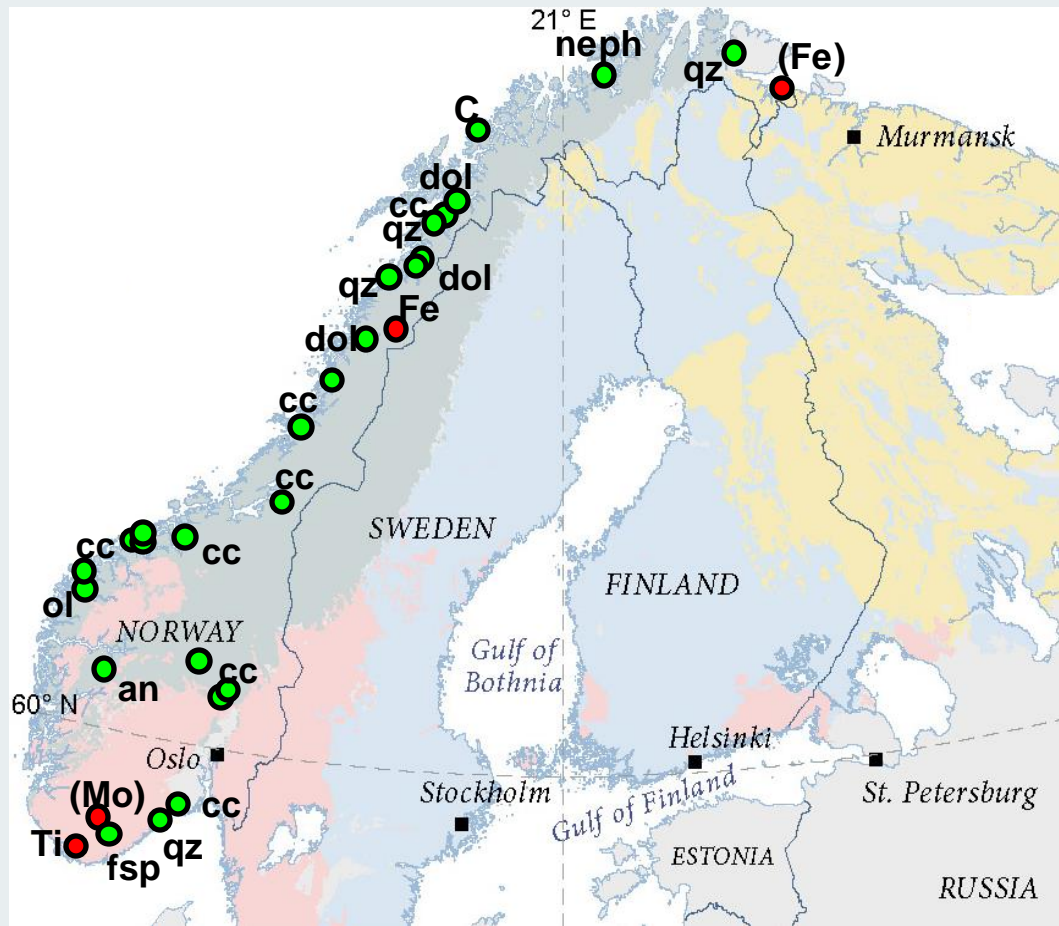 21° E
neph
qz
(Fe)
C
Murmansk
dol
cc
qz
dol
qz
Fe
dol
cc
cc
SWEDEN
cc
cc
FINLAND
ol
NORWAY
Gulf of
Bothnia
cc
an
60° N
Oslo
Helsinki
Stockholm
Gulf of Finland
St. Petersburg
(Mo)
cc
Ti
fsp
qz
ESTONIA
RUSSIA